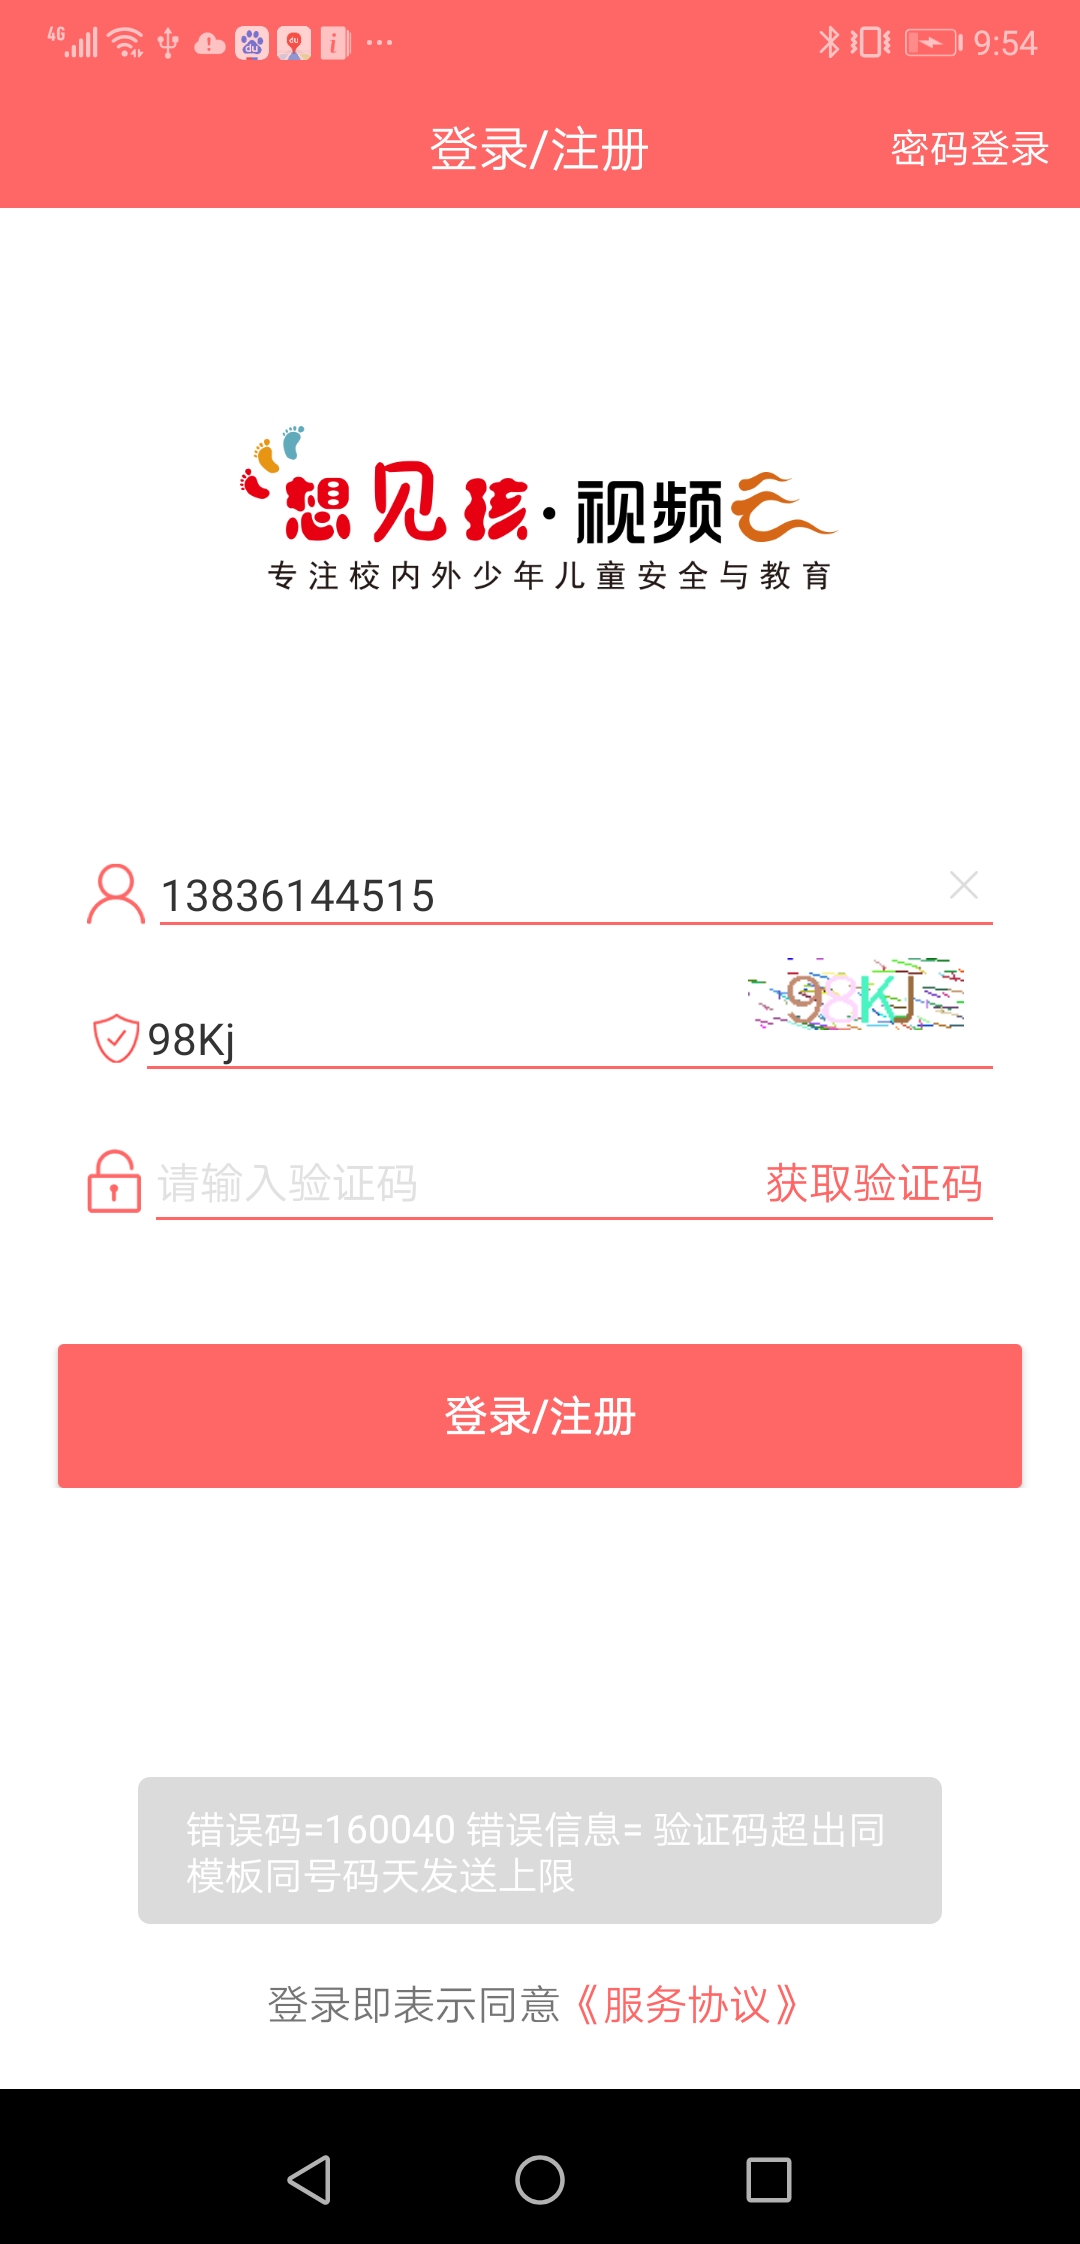 4G 9:54
登录/注册 密码登录
想见孩·视频云
专注校内外少年儿童安全与教育
13836144515
98KJ
98Kj
请输入验证码 获取验证码
登录/注册
错误码=160040 错误信息= 验证码超出同
模板同号码天发送上限
登录即表示同意《服务协议》